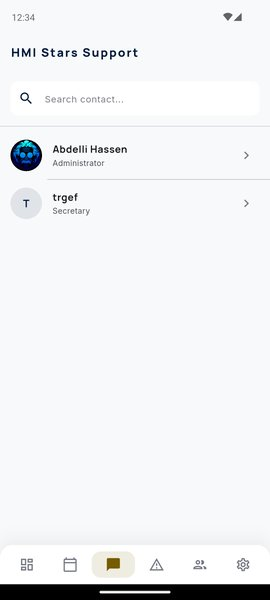 12:34
HMI Stars Support
Search contact...
Abdelli Hassen
Administrator
T
trgef
Secretary